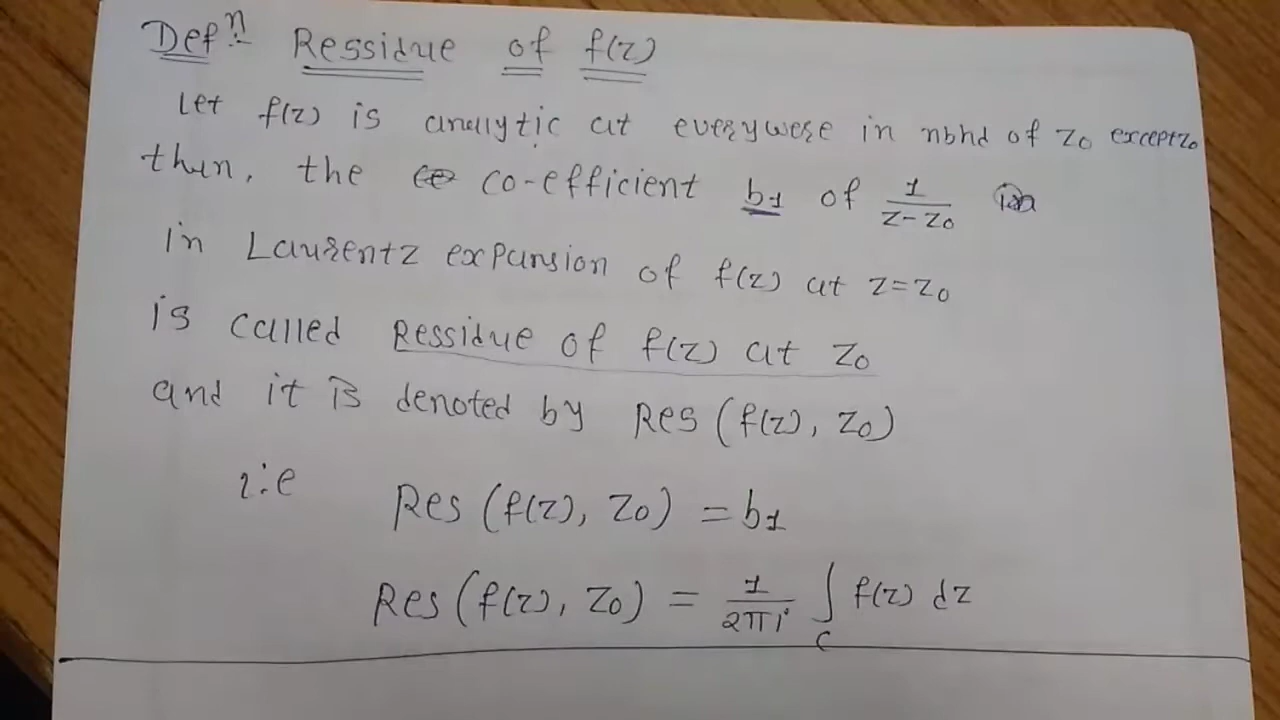 Defⁿ:- Ressidue of f(z)
Let f(z) is analytic at everywere in nbhd of z₀ except z₀
then, the co-efficient b₁ of 1/(z-z₀)
in Laurentz expansion of f(z) at z=z₀
is called Ressidue of f(z) at z₀
and it is denoted by Res (f(z), z₀)
i.e Res (f(z), z₀) = b₁
Res (f(z), z₀) = 1/(2πi) ∫_C f(z) dz